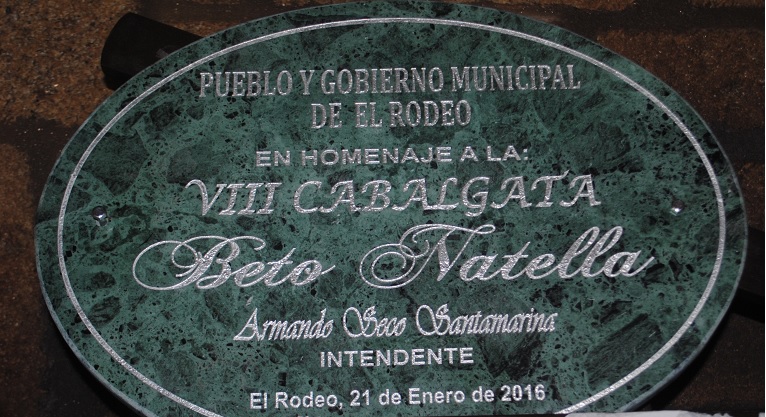 PUEBLO Y GOBIERNO MUNICIPAL
DE EL RODEO
EN HOMENAJE A LA:
VIII CABALGATA
Beto Natella
Armando Seco Santamarina
INTENDENTE
El Rodeo, 21 de Enero de 2016